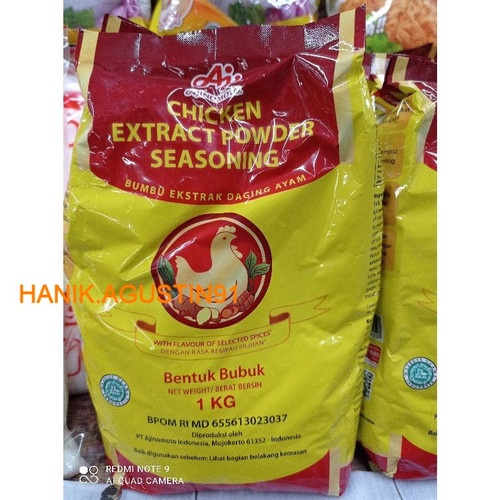 Aj
AJINOMOTO
CHICKEN
EXTRACT POWDER
SEASONING
BUMBU EKSTRAK DAGING AYAM
HANIK.AGUSTIN91
WITH FLAVOUR OF SELECTED SPICES
DENGAN RASA REMPAH PILIHAN
Bentuk Bubuk
NET WEIGHT/ BERAT BERSIH
1 KG
BPOM RI MD 655613023037
Diproduksi oleh
PT Ajinomoto Indonesia, Mojokerto 61352 - Indonesia
Baik digunakan sebelum: Lihat bagian belakang kemasan
REDMI NOTE 9
AI QUAD CAMERA